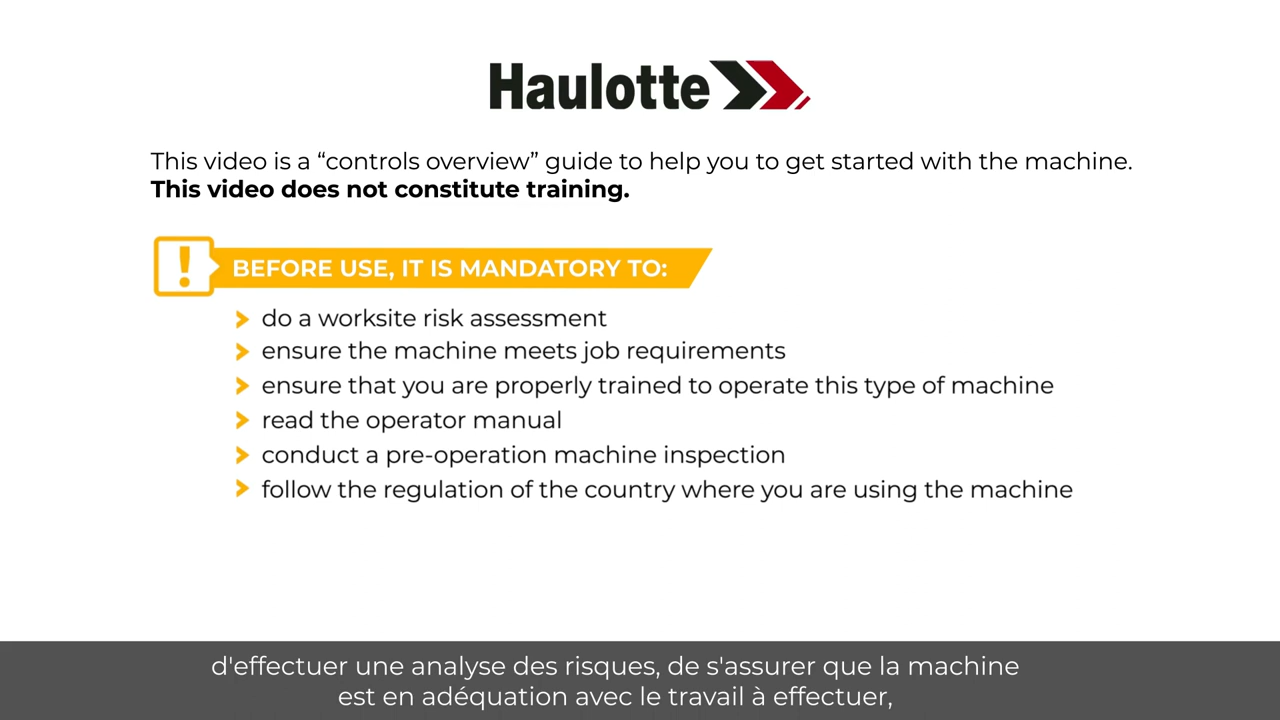 Haulotte
This video is a “controls overview” guide to help you to get started with the machine.
This video does not constitute training.
!
BEFORE USE, IT IS MANDATORY TO:
do a worksite risk assessment
ensure the machine meets job requirements
ensure that you are properly trained to operate this type of machine
read the operator manual
conduct a pre-operation machine inspection
follow the regulation of the country where you are using the machine
d'effectuer une analyse des risques, de s'assurer que la machine
est en adéquation avec le travail à effectuer,